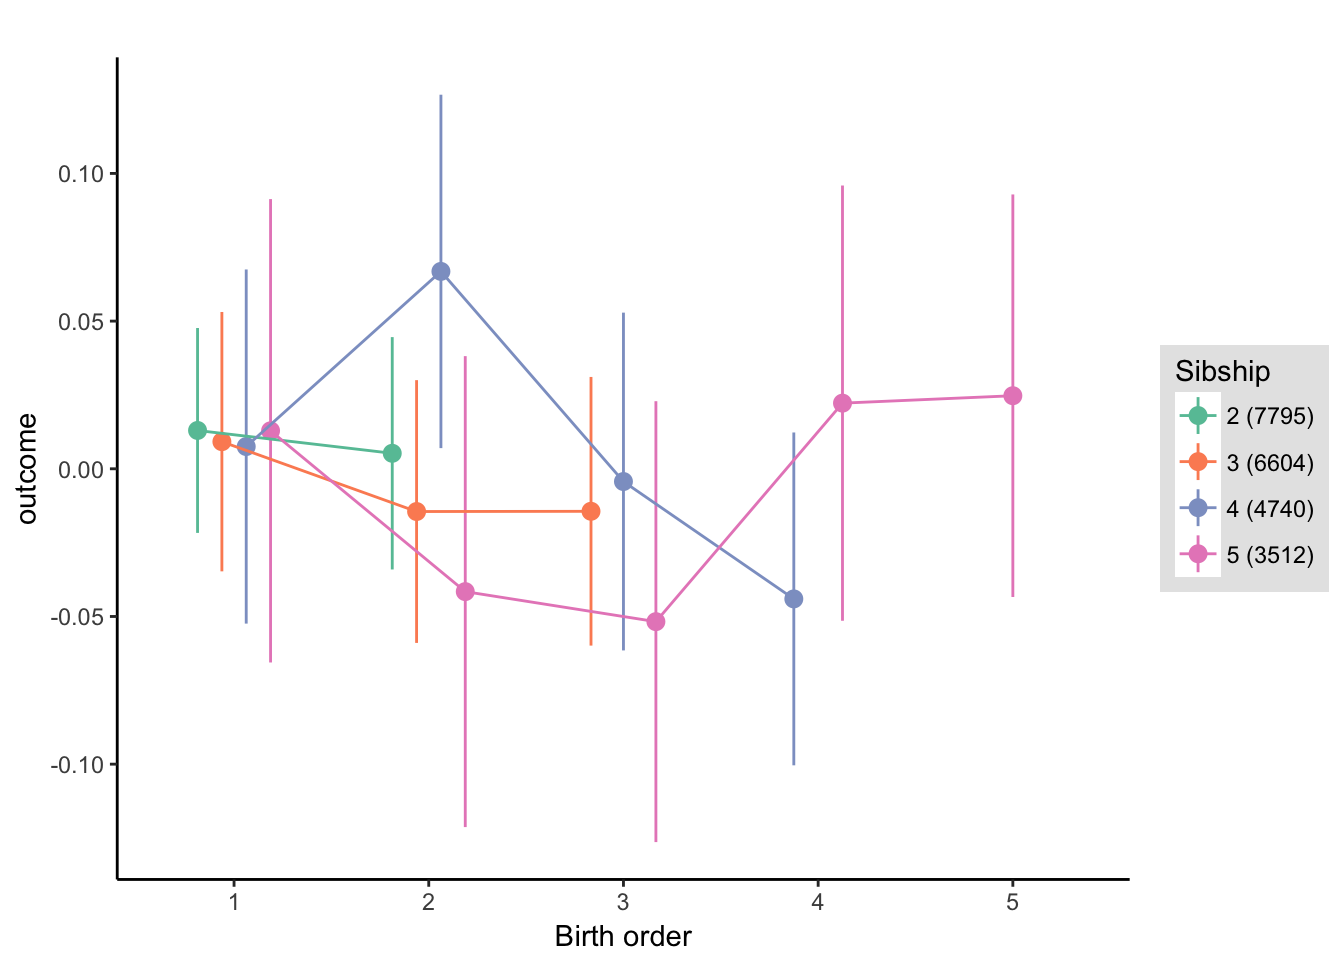 0.10
0.05
0.00
-0.05
-0.10
outcome
1 2 3 4 5
Birth order
Sibship
2 (7795)
3 (6604)
4 (4740)
5 (3512)